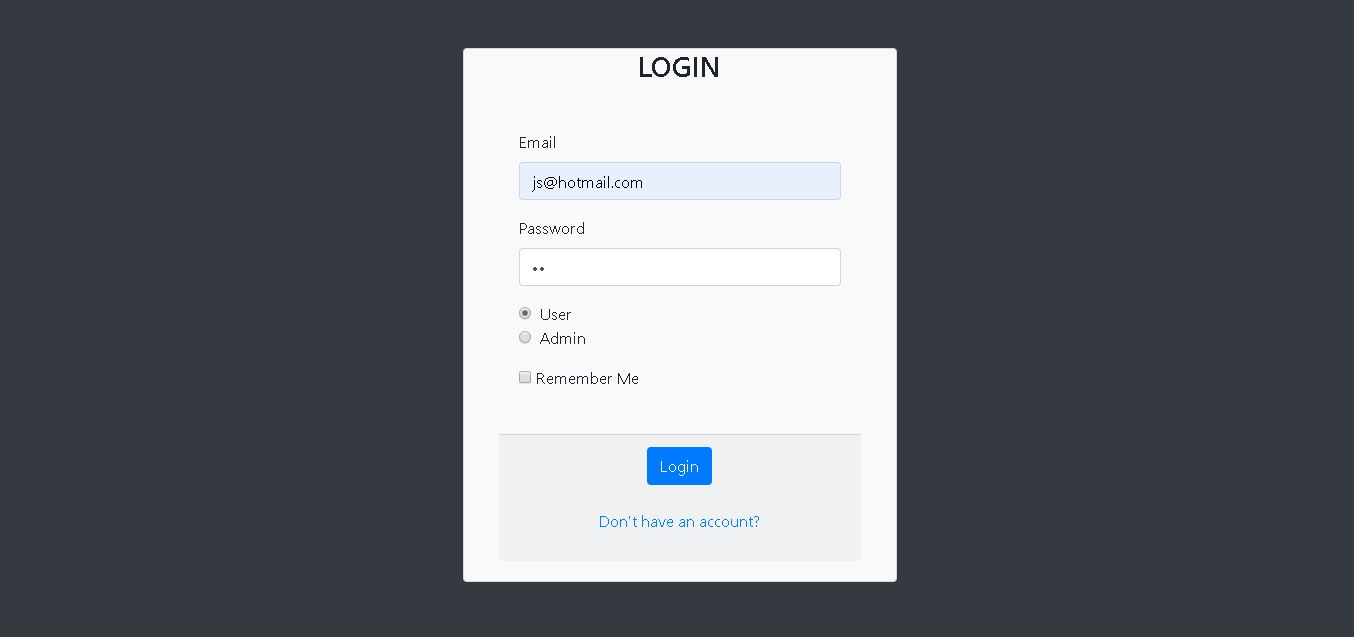 LOGIN
Email
js@hotmail.com
Password
••
User
Admin
Remember Me
Login
Don't have an account?